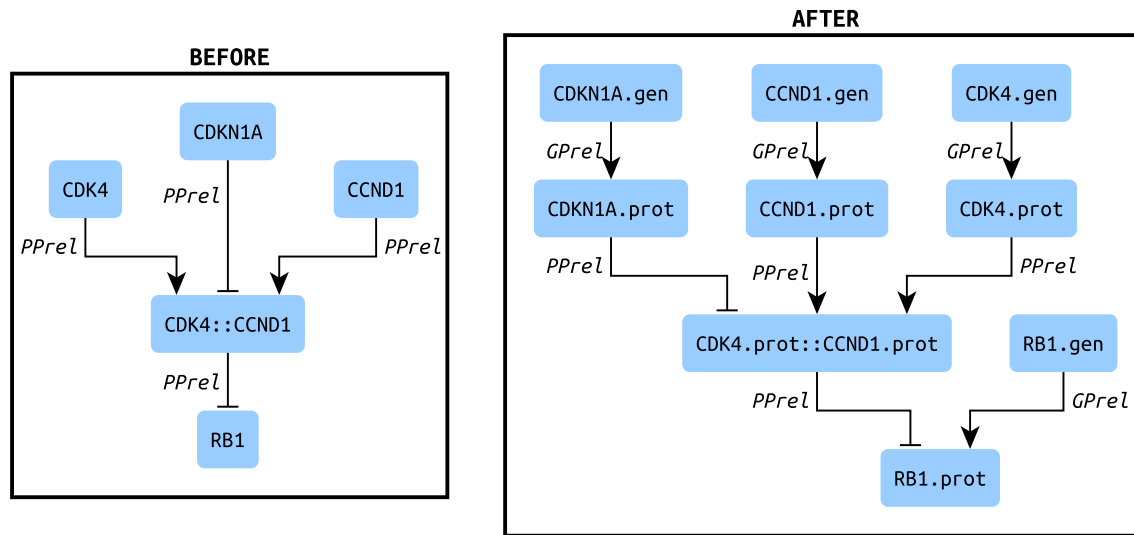 BEFORE
CDKN1A
CDK4
PPrel
CCND1
PPrel
PPrel
CDK4::CCND1
PPrel
RB1
AFTER
CDKN1A.gen
CCND1.gen
CDK4.gen
GPrel
GPrel
GPrel
CDKN1A.prot
CCND1.prot
CDK4.prot
PPrel
PPrel
PPrel
CDK4.prot::CCND1.prot
RB1.gen
PPrel
GPrel
RB1.prot